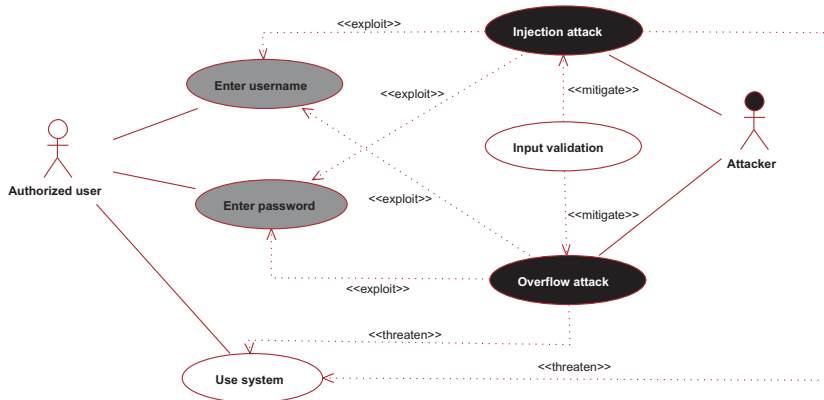 <<exploit>>
Injection attack
Enter username
<<exploit>>
<<mitigate>>
Input validation
Attacker
Authorized user
Enter password
<<exploit>>
<<mitigate>>
<<exploit>>
Overflow attack
<<threaten>>
<<threaten>>
Use system